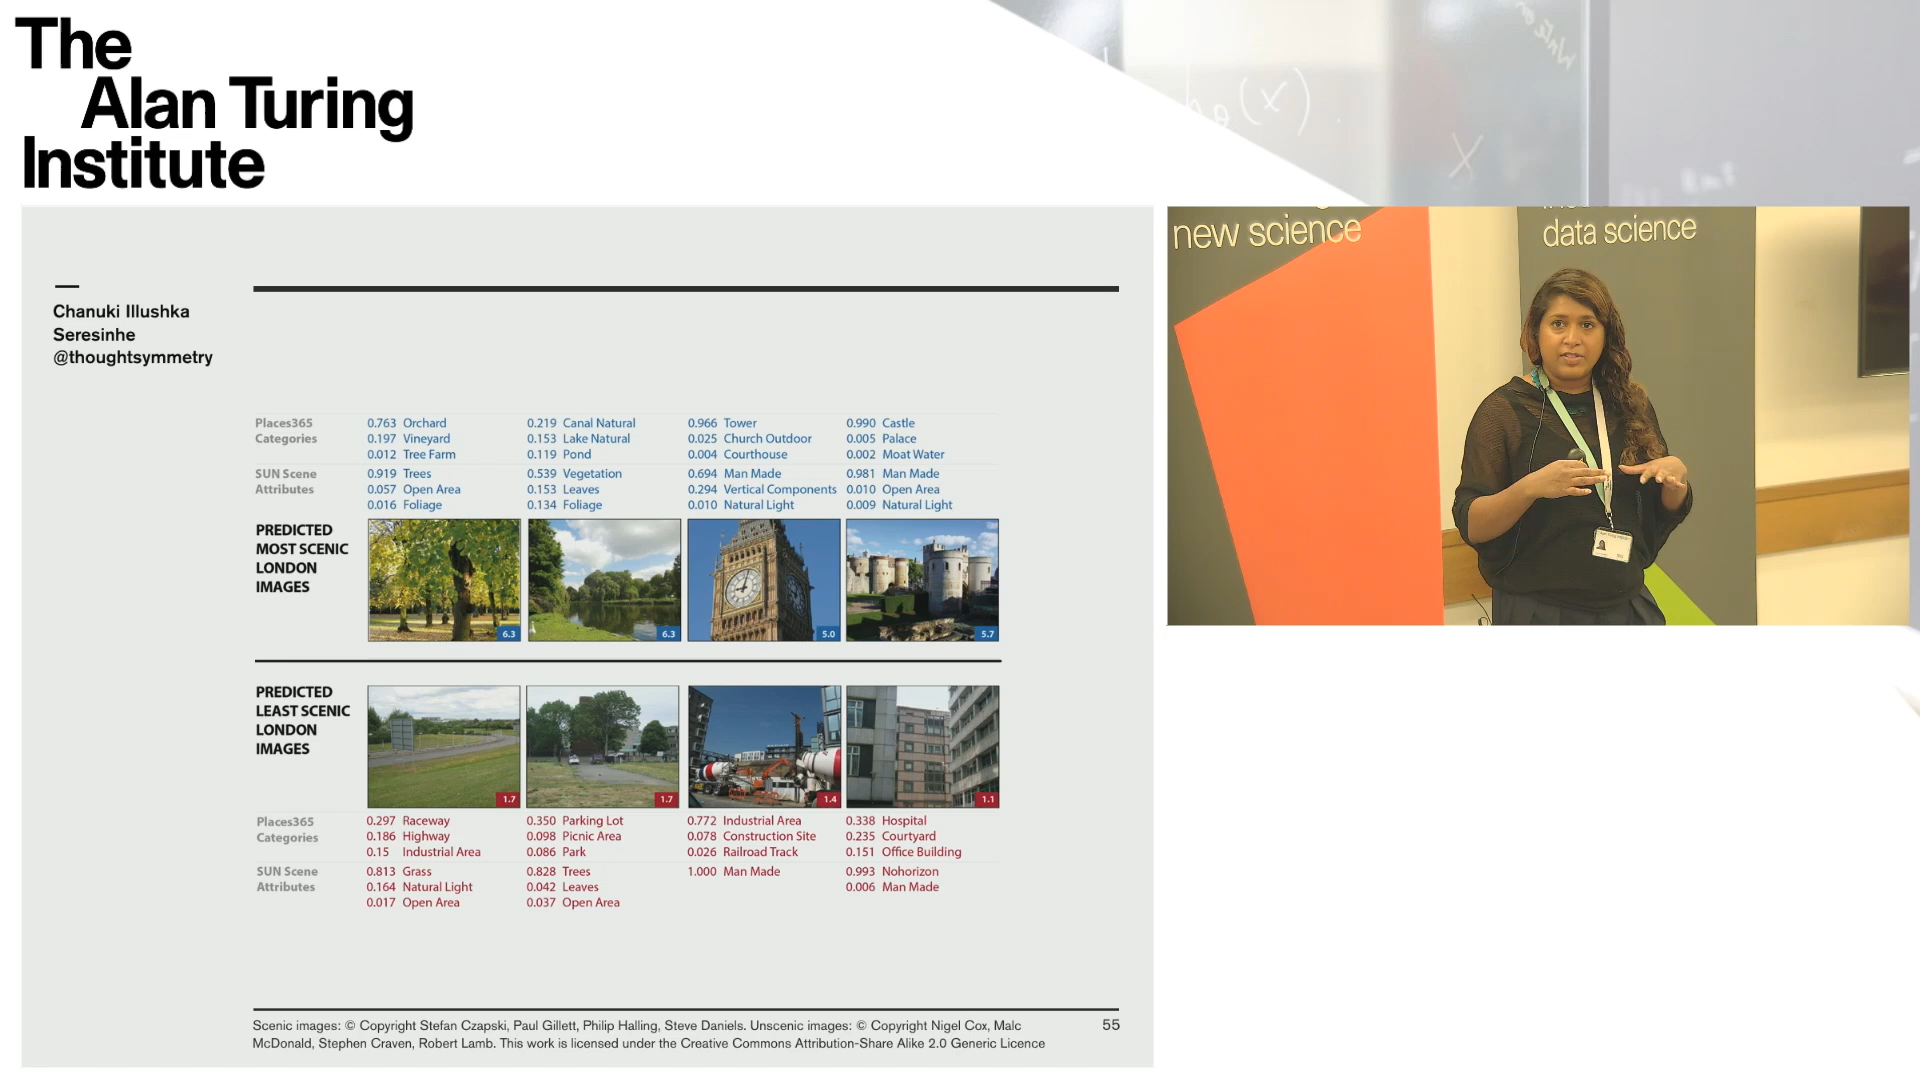 The
Alan Turing
Institute
(x).
X
new science
data science
Chanuki Illushka
Seresinhe
@thoughtsymmetry
Places365
Categories
0.763 Orchard
0.197 Vineyard
0.012 Tree Farm
0.219 Canal Natural
0.153 Lake Natural
0.119 Pond
0.966 Tower
0.025 Church Outdoor
0.004 Courthouse
0.990 Castle
0.005 Palace
0.002 Moat Water
SUN Scene
Attributes
0.919 Trees
0.057 Open Area
0.016 Foliage
0.539 Vegetation
0.153 Leaves
0.134 Foliage
0.694 Man Made
0.294 Vertical Components
0.010 Natural Light
0.981 Man Made
0.010 Open Area
0.009 Natural Light
PREDICTED
MOST SCENIC
LONDON
IMAGES
6.3
6.3
5.0
5.7
PREDICTED
LEAST SCENIC
LONDON
IMAGES
1.7
1.7
1.4
1.1
Places365
Categories
0.297 Raceway
0.186 Highway
0.15 Industrial Area
0.350 Parking Lot
0.098 Picnic Area
0.086 Park
0.772 Industrial Area
0.078 Construction Site
0.026 Railroad Track
0.338 Hospital
0.235 Courtyard
0.151 Office Building
SUN Scene
Attributes
0.813 Grass
0.164 Natural Light
0.017 Open Area
0.828 Trees
0.042 Leaves
0.037 Open Area
1.000 Man Made
0.993 Nohorizon
0.006 Man Made
Scenic images: © Copyright Stefan Czapski, Paul Gillett, Philip Halling, Steve Daniels. Unscenic images: © Copyright Nigel Cox, Malc
McDonald, Stephen Craven, Robert Lamb. This work is licensed under the Creative Commons Attribution-Share Alike 2.0 Generic Licence
55